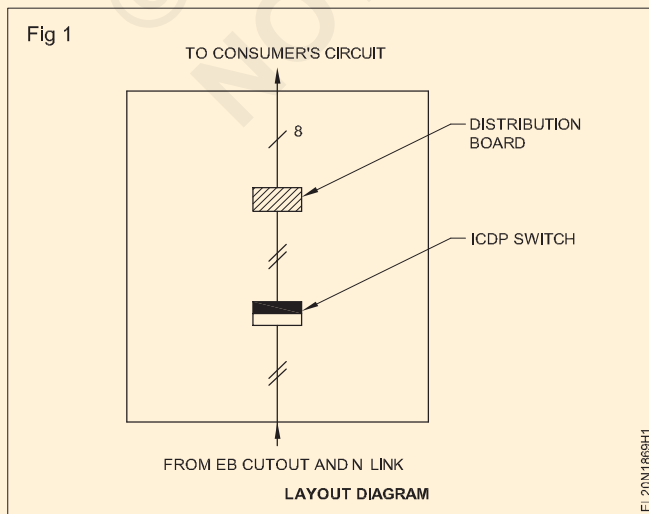 Fig 1
TO CONSUMER'S CIRCUIT
8
DISTRIBUTION
BOARD
ICDP SWITCH
FROM EB CUTOUT AND N LINK
LAYOUT DIAGRAM
EL20N1869H1